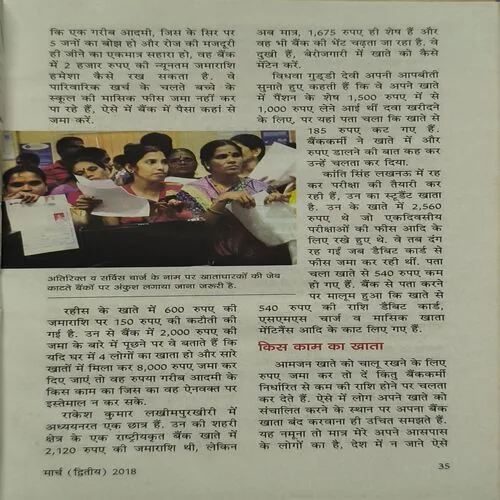 कि एक गरीब आदमी, जिस के सिर पर
5 जनों का बोझ हो और रोज की मजदूरी
ही जीने का एकमात्र सहारा हो, वह बैंक
में 2 हजार रुपए की न्यूनतम जमाराशि
हमेशा कैसे रख सकता है. वे
पारिवारिक खर्च के चलते बच्चे के
स्कूल की मासिक फीस जमा नहीं कर
पा रहे हैं, ऐसे में बैंक में पैसा कहां से
जमा करें.
अतिरिक्त व सर्विस चार्ज के नाम पर खाताधारकों की जेब
काटते बैंकों पर अंकुश लगाया जाना जरूरी है.
रहीस के खाते में 600 रुपए की
जमाराशि पर 150 रुपए की कटौती की
गई है. उन से बैंक में 2,000 रुपए की
जमा के बारे में पूछने पर वे बताते हैं कि
यदि घर में 4 लोगों का खाता हो और सारे
खातों में मिला कर 8,000 रुपए जमा कर
दिए जाएं तो वह रुपया गरीब आदमी के
किस काम का जिस का वह ऐनवक्त पर
इस्तेमाल न कर सके.
राकेश कुमार लखीमपुरखीरी में
अध्ययनरत एक छात्र हैं. उन की शहरी
क्षेत्र के एक राष्ट्रीयकृत बैंक खाते में
2,120 रुपए की जमाराशि थी, लेकिन
अब मात्र, 1,675 रुपए ही शेष हैं और
वह भी बैंक की भेंट चढ़ता जा रहा है. वे
दुखी हैं, बेरोजगारी में खाते को कैसे
मेंटेन करें.
विधवा गुड्डी देवी अपनी आपबीती
सुनाते हुए कहती हैं कि वे अपने खाते
में पैंशन के शेष 1,500 रुपए में से
1,000 रुपए लेने आई थीं दवा खरीदने
के लिए, पर यहां पता चला कि खाते से
185 रुपए कट गए हैं.
बैंककर्मी ने खाते में और
रुपए डालने की बात कह कर
उन्हें चलता कर दिया.
कांति सिंह लखनऊ में रह
कर परीक्षा की तैयारी कर
रही हैं, उन का स्टूडैंट खाता
है. उन के खाते में 2,560
रुपए थे जो एकदिवसीय
परीक्षाओं की फीस आदि के
लिए रखे हुए थे. वे तब दंग
रह गईं जब डैबिट कार्ड से
फीस जमा कर रही थीं. पता
चला खाते से 540 रुपए कम
हो गए हैं. बैंक से पता करने
पर मालूम हुआ कि खाते से
540 रुपए की राशि डैबिट कार्ड,
एसएमएस चार्ज व मासिक खाता
मेंटिनैंस आदि के काट लिए गए हैं.
किस काम का खाता
आमजन खाते को चालू रखने के लिए
रुपए जमा कर तो दें किंतु बैंककर्मी
निर्धारित से कम की राशि होने पर चलता
कर देते हैं. ऐसे में लोग अपने खाते को
संचालित करने के स्थान पर अपना बैंक
खाता बंद करवाना ही उचित समझते हैं.
यह नमूना तो मात्र मेरे अपने आसपास
के लोगों का है, देश में न जाने ऐसे
मार्च (द्वितीय) 2018
35